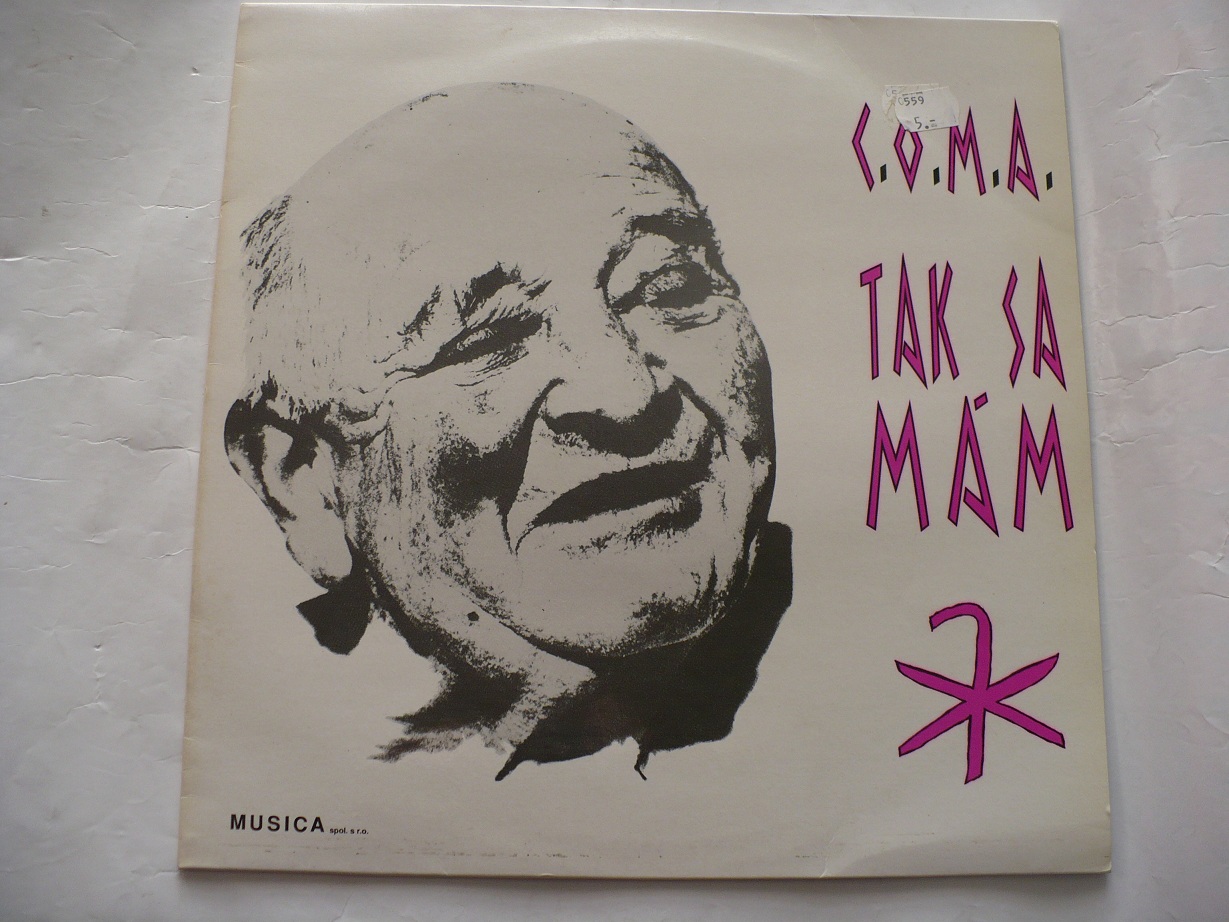 559
5.-
C.O.M.A.
TAK SA
MÁM
MUSICA spol. s r.o.